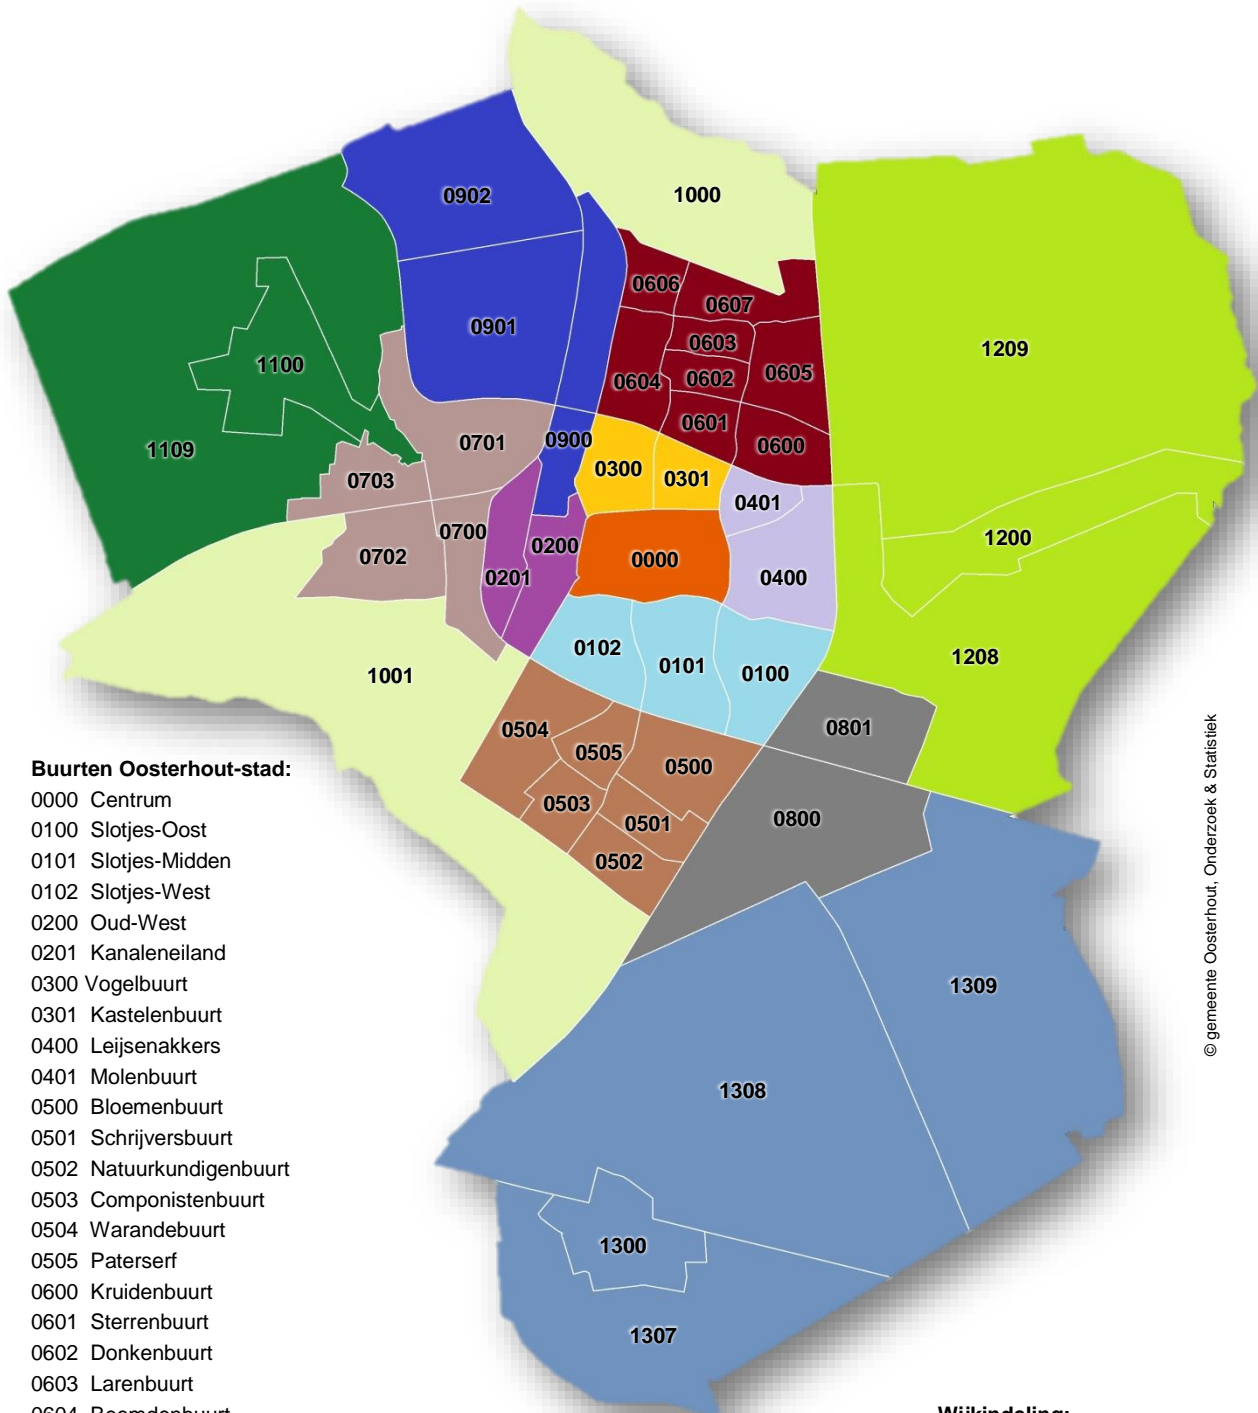 1000
0902
0606
0607
0901
0603
1209
1100
0604
0602
0605
0601
0701
0900
0600
1109
0300
0301
0703
0401
0700
1200
0200
0702
0000
0201
0400
0102
1208
0101
0100
1001
0504
0801
0505
0500
0503
0800
0501
0502
1309
1308
1300
1307
Buurten Oosterhout-stad:
0000 Centrum
0100 Slotjes-Oost
0101 Slotjes-Midden
0102 Slotjes-West
0200 Oud-West
0201 Kanaleneiland
0300 Vogelbuurt
0301 Kastelenbuurt
0400 Leijsenakkers
0401 Molenbuurt
0500 Bloemenbuurt
0501 Schrijversbuurt
0502 Natuurkundigenbuurt
0503 Componistenbuurt
0504 Warandebuurt
0505 Paterserf
0600 Kruidenbuurt
0601 Sterrenbuurt
0602 Donkenbuurt
0603 Larenbuurt
© gemeente Oosterhout, Onderzoek & Statistiek
Wijkindeling: